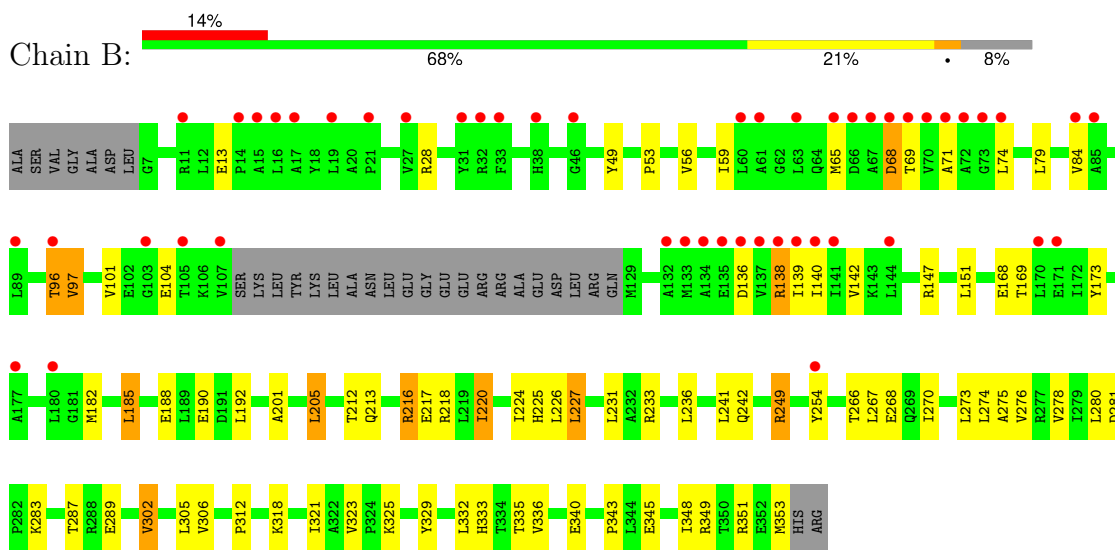 14%
Chain B:
68% 21% • 8%
ALA SER VAL GLY ALA ASP LEU G7 R11 L12 E13 P14 A15 L16 A17 Y18 L19 A20 P21 V27 R28 Y31 R32 F33 H38 G46 Y49 P53 V56 I59 L60 A61 G62 L63 Q64 M65 D66 A67 D68 T69 V70 A71 A72 G73 L74 L79 V84 A85
L89 T96 V97 V101 E102 G103 E104 T105 K106 V107 SER LYS LEU TYR LYS LEU ALA ASN LEU GLU GLY GLU GLU ARG ARG ALA GLU ASP LEU ARG GLN M129 A132 M133 A134 E135 D136 V137 R138 I139 I140 I141 V142 K143 L144 R147 L151 E168 T169 L170 E171 I172 Y173
A177 L180 G181 M182 L185 E188 L189 E190 D191 L192 A201 L205 T212 Q213 R216 E217 R218 L219 I220 I224 H225 L226 L227 L231 A232 R233 L236 L241 Q242 R249 Y254 T266 L267 E268 Q269 I270 L273 L274 A275 V276 R277 V278 I279 L280
P282 K283 T287 R288 E289 V302 L305 V306 P312 K318 I321 A322 V323 P324 K325 Y329 L332 H333 T334 T335 V336 E340 P343 L344 E345 I348 R349 T350 R351 E352 M353 HIS ARG